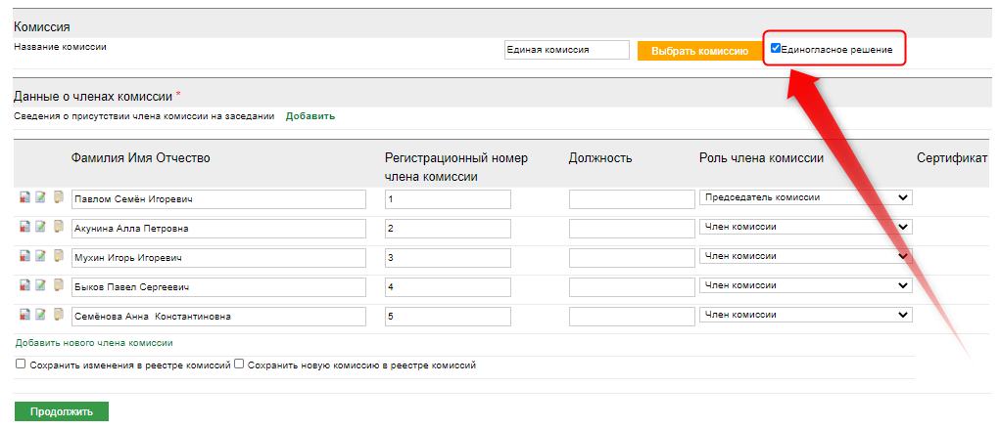 Комиссия
Название комиссии Единая комиссия Выбрать комиссию Единогласное решение
Данные о членах комиссии *
Сведения о присутствии члена комиссии на заседании Добавить
Фамилия Имя Отчество Регистрационный номер члена комиссии Должность Роль члена комиссии Сертификат
Павлом Семён Игоревич 1 Председатель комиссии
Акунина Алла Петровна 2 Член комиссии
Мухин Игорь Игоревич 3 Член комиссии
Быков Павел Сергеевич 4 Член комиссии
Семёнова Анна Константиновна 5 Член комиссии
Добавить нового члена комиссии
Сохранить изменения в реестре комиссий Сохранить новую комиссию в реестре комиссий
Продолжить